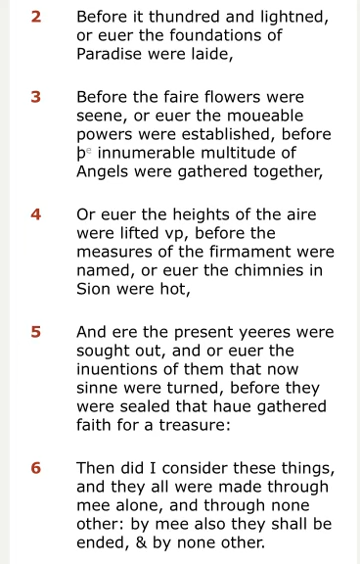 2 Before it thundred and lightned,
or euer the foundations of
Paradise were laide,
3 Before the faire flowers were
seene, or euer the moueable
powers were established, before
þͤ innumerable multitude of
Angels were gathered together,
4 Or euer the heights of the aire
were lifted vp, before the
measures of the firmament were
named, or euer the chimnies in
Sion were hot,
5 And ere the present yeeres were
sought out, and or euer the
inuentions of them that now
sinne were turned, before they
were sealed that haue gathered
faith for a treasure:
6 Then did I consider these things,
and they all were made through
mee alone, and through none
other: by mee also they shall be
ended, & by none other.